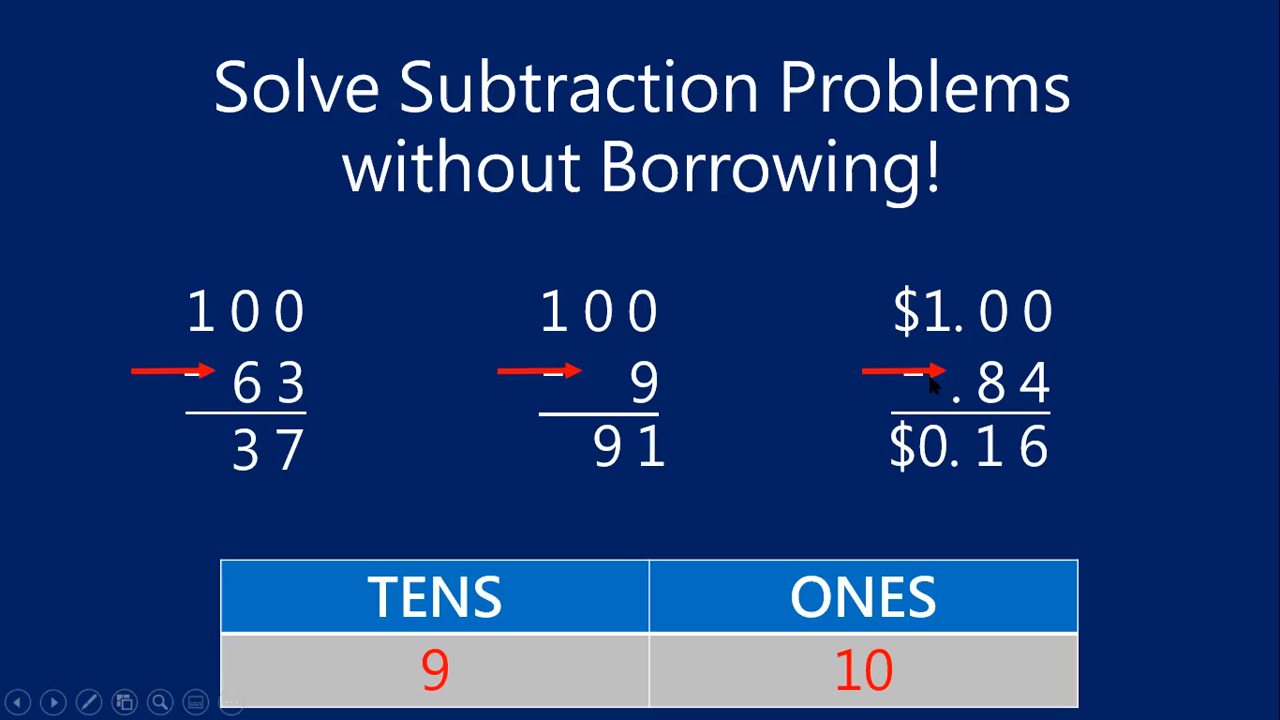 Solve Subtraction Problems
without Borrowing!
1 0 0
- 6 3
3 7
1 0 0
- 9
9 1
$1. 0 0
- . 8 4
$0. 1 6
TENS ONES
9 10